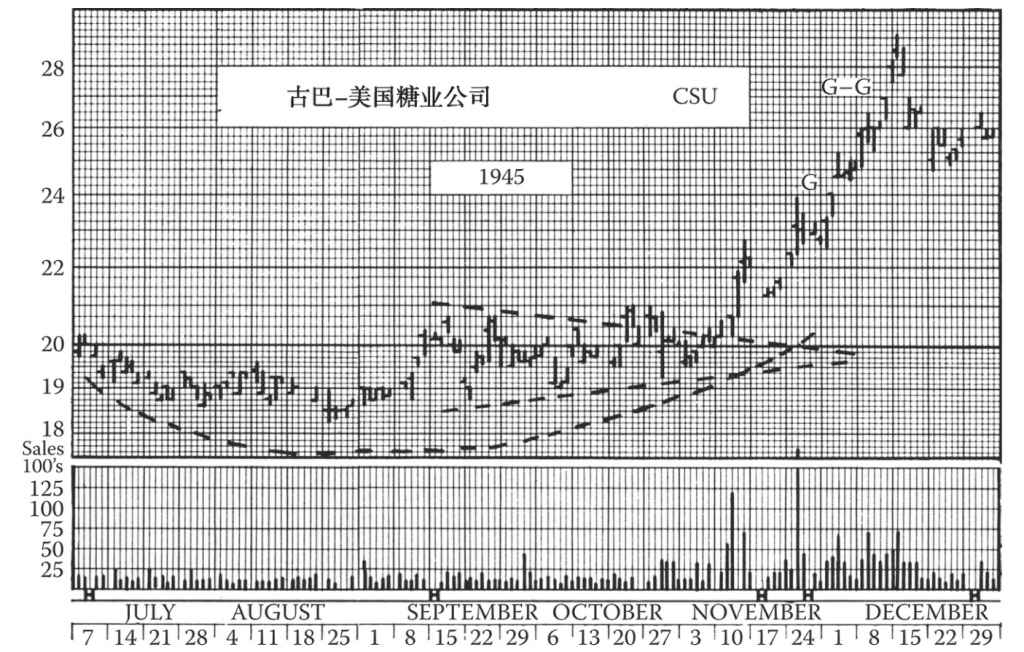 古巴-美国糖业公司 CSU
1945
G-G
G
28
26
24
22
20
19
18
Sales
100's
125
100
75
50
25
JULY AUGUST SEPTEMBER OCTOBER NOVEMBER DECEMBER
7 14 21 28 4 11 18 25 1 8 15 22 29 6 13 20 27 3 10 17 24 1 8 15 22 29